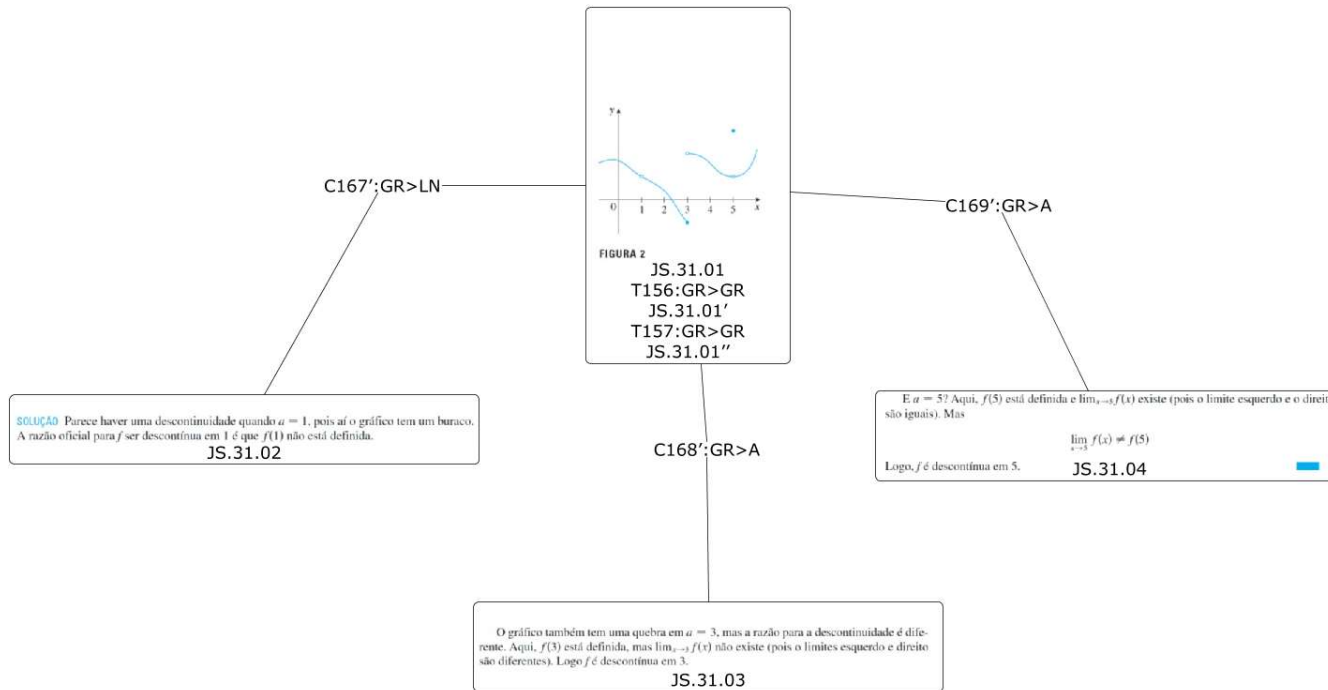 y
0 1 2 3 4 5 x
FIGURA 2
JS.31.01
T156:GR>GR
JS.31.01′
T157:GR>GR
JS.31.01′′
C167′:GR>LN
C169′:GR>A
C168′:GR>A
SOLUÇÃO Parece haver uma descontinuidade quando a = 1, pois aí o gráfico tem um buraco.
A razão oficial para f ser descontínua em 1 é que f(1) não está definida.
JS.31.02
E a = 5? Aqui, f(5) está definida e limₓ→₅ f(x) existe (pois o limite esquerdo e o direit
são iguais). Mas
lim x→5 f(x) ≠ f(5)
Logo, f é descontínua em 5.
JS.31.04
O gráfico também tem uma quebra em a = 3, mas a razão para a descontinuidade é dife-
rente. Aqui, f(3) está definida, mas limₓ→₃ f(x) não existe (pois o limites esquerdo e direito
são diferentes). Logo f é descontínua em 3.
JS.31.03